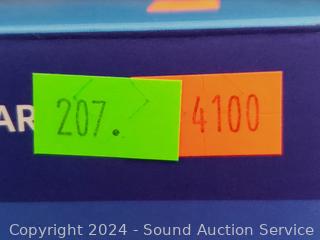 AR 207. 4100
Copyright 2024 - Sound Auction Service